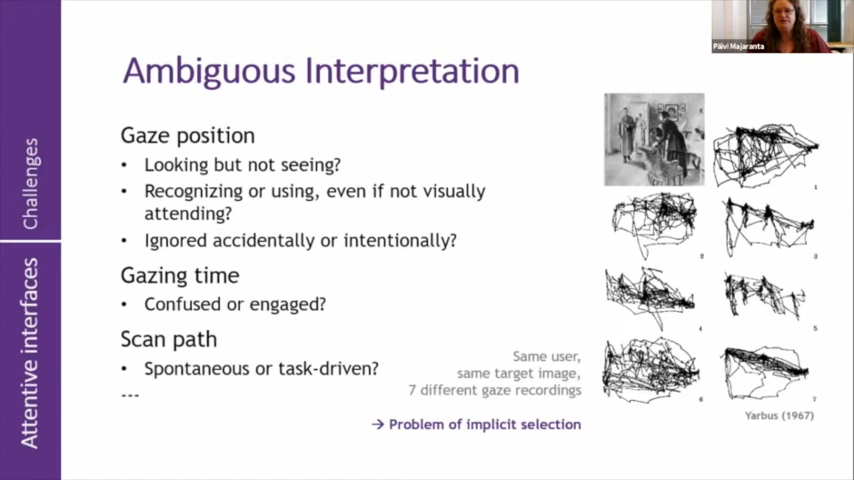 Päivi Majaranta
Challenges
Attentive interfaces
Ambiguous Interpretation
Gaze position
• Looking but not seeing?
• Recognizing or using, even if not visually
attending?
• Ignored accidentally or intentionally?
Gazing time
• Confused or engaged?
Scan path
• Spontaneous or task-driven?
---
Same user,
same target image,
7 different gaze recordings
→ Problem of implicit selection
1
2
3
4
5
6
7
Yarbus (1967)